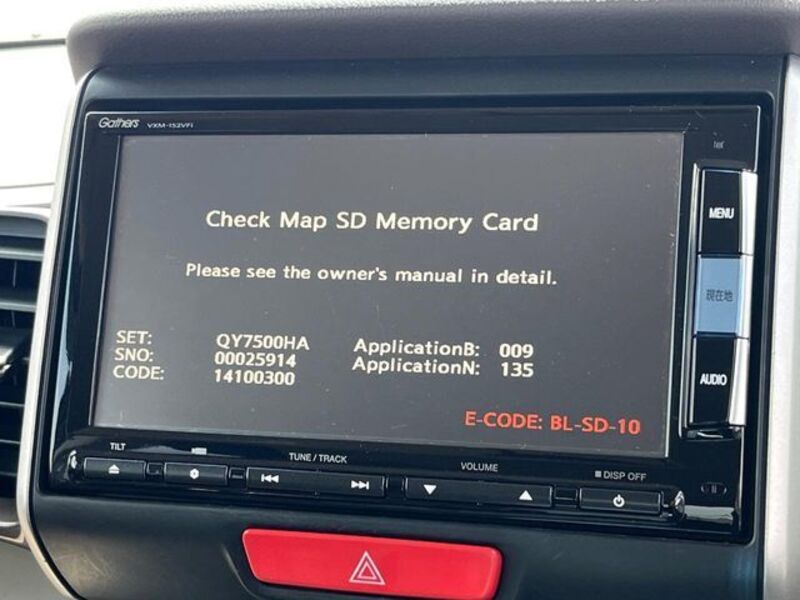 Gathers VXM-152VFi
Check Map SD Memory Card
Please see the owner's manual in detail.
SET: QY7500HA ApplicationB: 009
SNO: 00025914 ApplicationN: 135
CODE: 14100300
E-CODE: BL-SD-10
MENU
現在地
AUDIO
TILT
TUNE / TRACK
VOLUME
DISP OFF